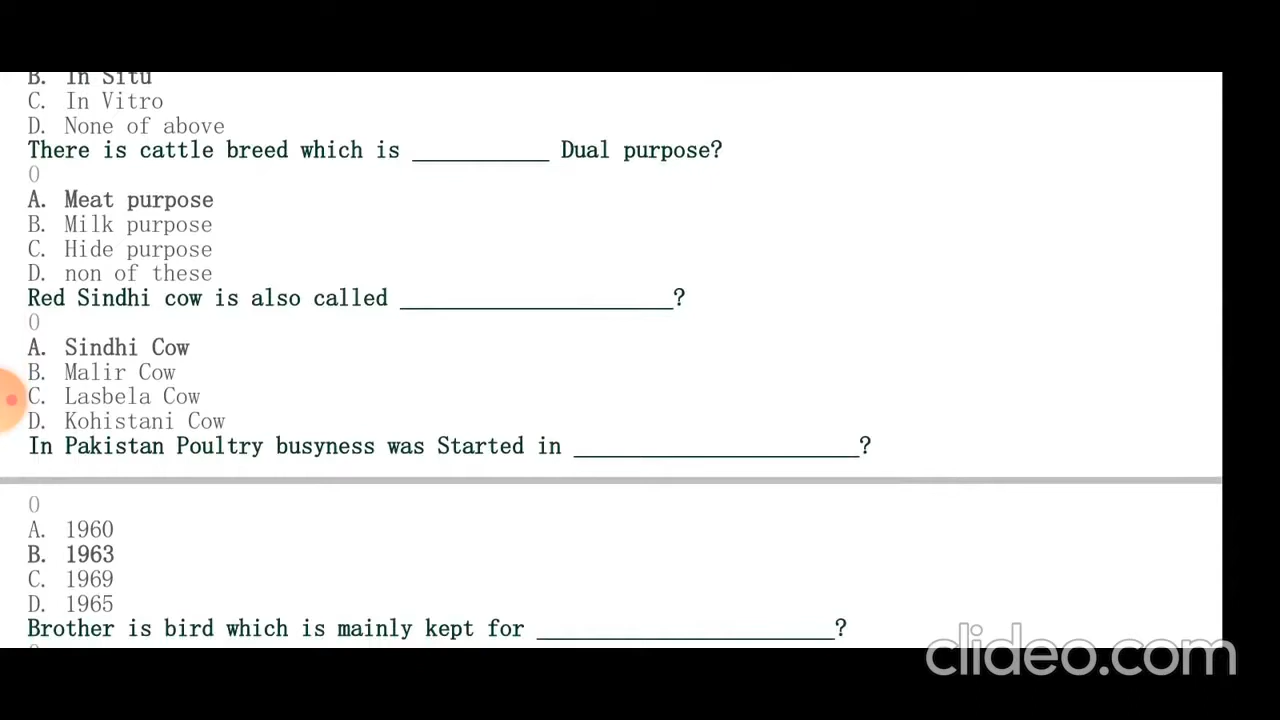 B. In Situ
C. In Vitro
D. None of above
There is cattle breed which is ___________ Dual purpose?
0
A. Meat purpose
B. Milk purpose
C. Hide purpose
D. non of these
Red Sindhi cow is also called ______________________?
0
A. Sindhi Cow
B. Malir Cow
C. Lasbela Cow
D. Kohistani Cow
In Pakistan Poultry busyness was Started in _______________________?
0
A. 1960
B. 1963
C. 1969
D. 1965
Brother is bird which is mainly kept for ________________________?
clideo.com